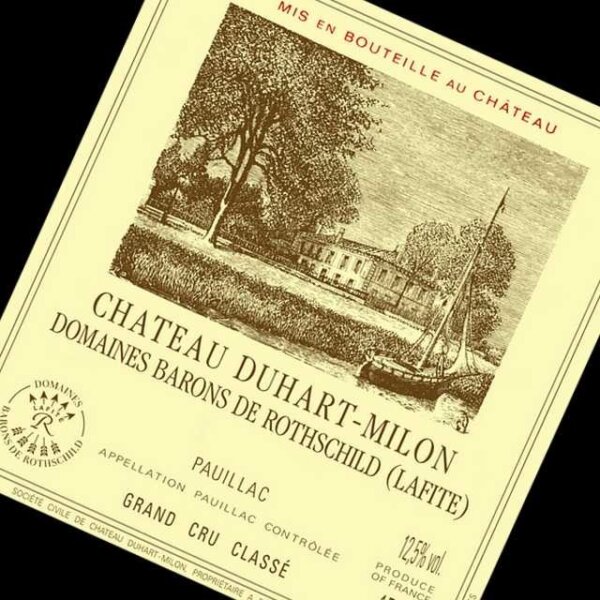 MIS EN BOUTEILLE AU CHÂTEAU
CHATEAU DUHART-MILON
DOMAINES BARONS DE ROTHSCHILD (LAFITE)
DOMAINES
LAFITE
R
BARONS DE ROTHSCHILD
PAUILLAC
APPELLATION PAUILLAC CONTRÔLÉE
GRAND CRU CLASSÉ
12,5% vol.
PRODUCE
OF FRANCE
SOCIÉTÉ CIVILE DE CHATEAU DUHART-MILON, PROPRIÉTAIRE A